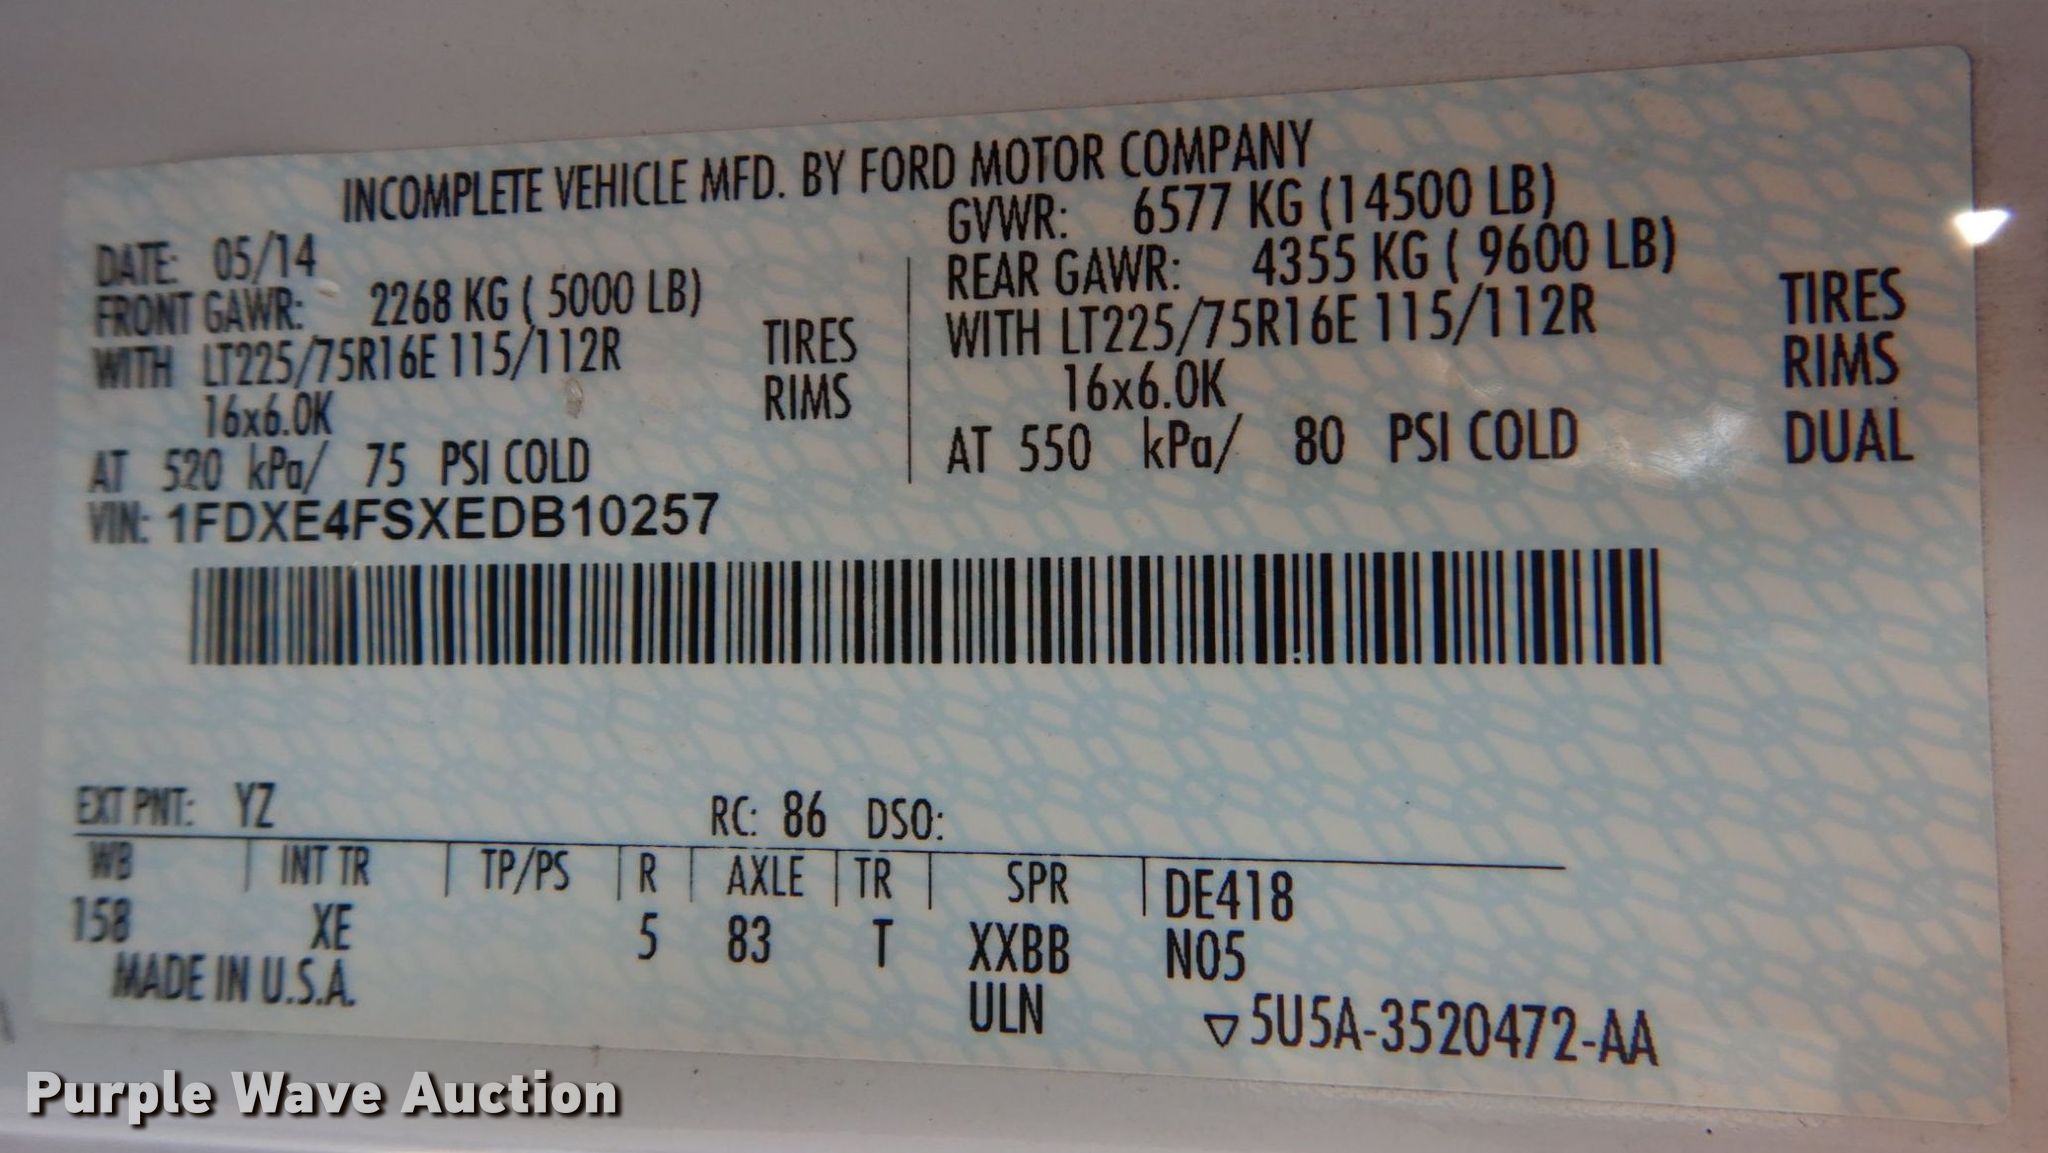 INCOMPLETE VEHICLE MFD. BY FORD MOTOR COMPANY
DATE: 05/14
FRONT GAWR: 2268 KG ( 5000 LB)
WITH LT225/75R16E 115/112R TIRES
16x6.0K RIMS
AT 520 kPa/ 75 PSI COLD
GVWR: 6577 KG (14500 LB)
REAR GAWR: 4355 KG ( 9600 LB)
WITH LT225/75R16E 115/112R TIRES
16x6.0K RIMS
AT 550 kPa/ 80 PSI COLD DUAL
VIN: 1FDXE4FSXEDB10257
EXT PNT: YZ RC: 86 DSO:
WB INT TR TP/PS R AXLE TR SPR DE418
158 XE 5 83 T XXBB N05
MADE IN U.S.A. ULN ▽5U5A-3520472-AA
Purple Wave Auction